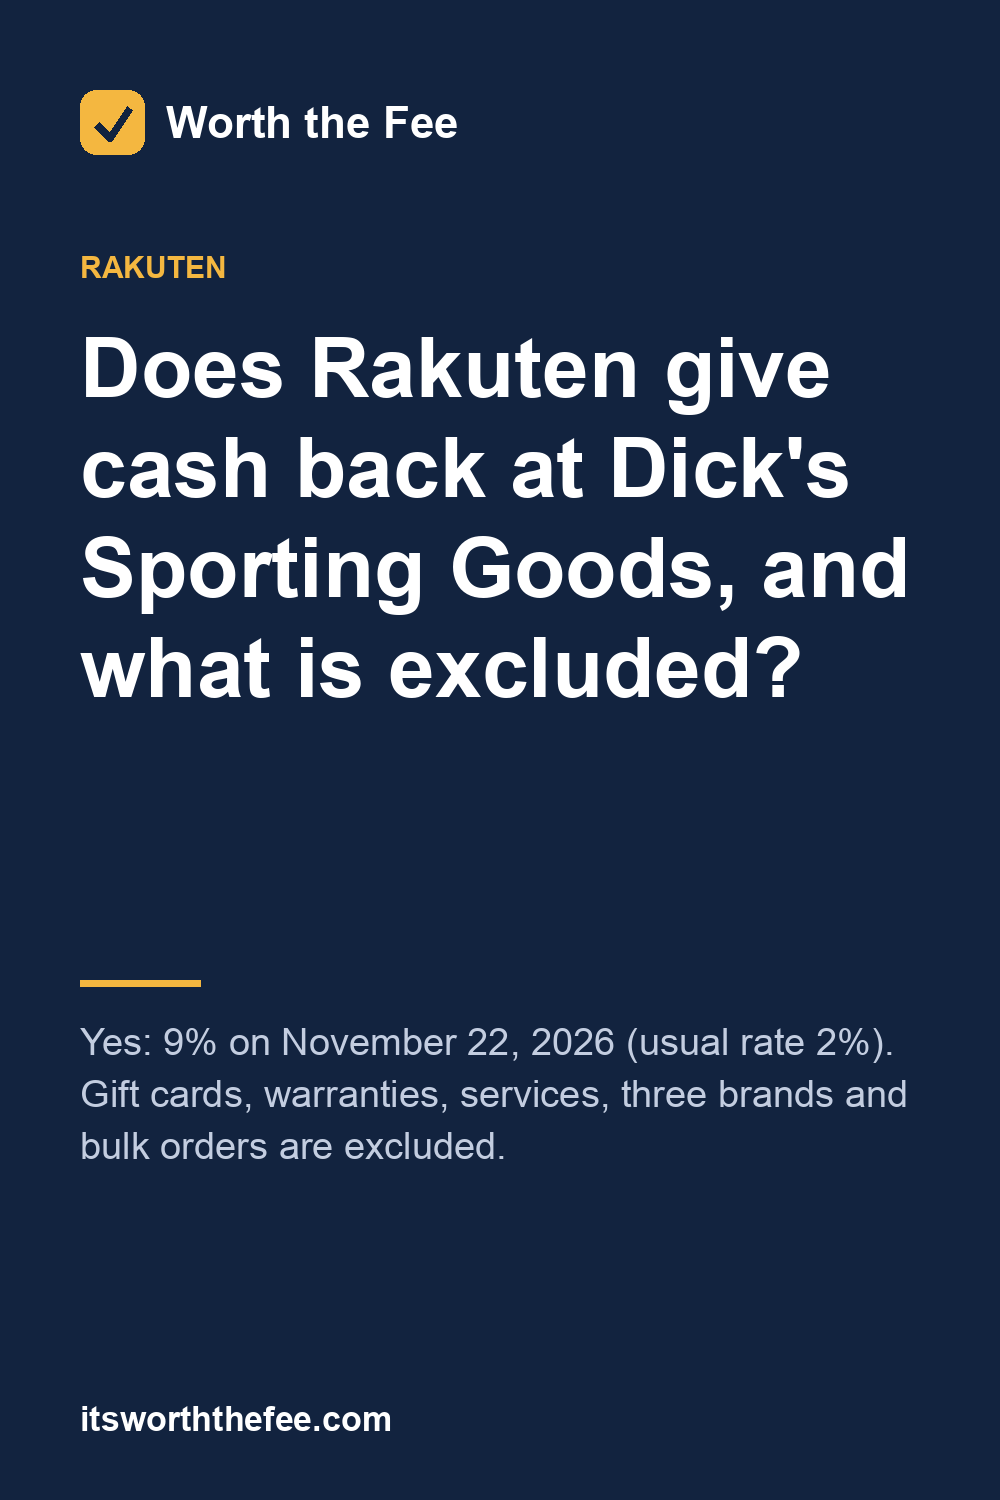 Worth the Fee
RAKUTEN
Does Rakuten give
cash back at Dick's
Sporting Goods, and
what is excluded?
Yes: 9% on November 22, 2026 (usual rate 2%).
Gift cards, warranties, services, three brands and
bulk orders are excluded.
itsworththefee.com